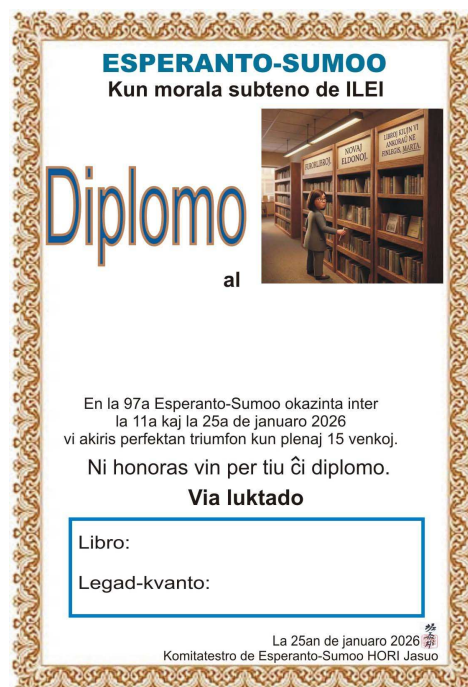 ESPERANTO-SUMOO
Kun morala subteno de ILEI
Diplomo
FURORLIBROJ.
NOVAJ
ELDONOJ.
LIBROJ KIUJN VI
ANKORAŬ NE
FINLEGIS, MARTA.
al
En la 97a Esperanto-Sumoo okazinta inter
la 11a kaj la 25a de januaro 2026
vi akiris perfektan triumfon kun plenaj 15 venkoj.
Ni honoras vin per tiu ĉi diplomo.
Via luktado
Libro:
Legad-kvanto:
La 25an de januaro 2026
Komitatestro de Esperanto-Sumoo HORI Jasuo